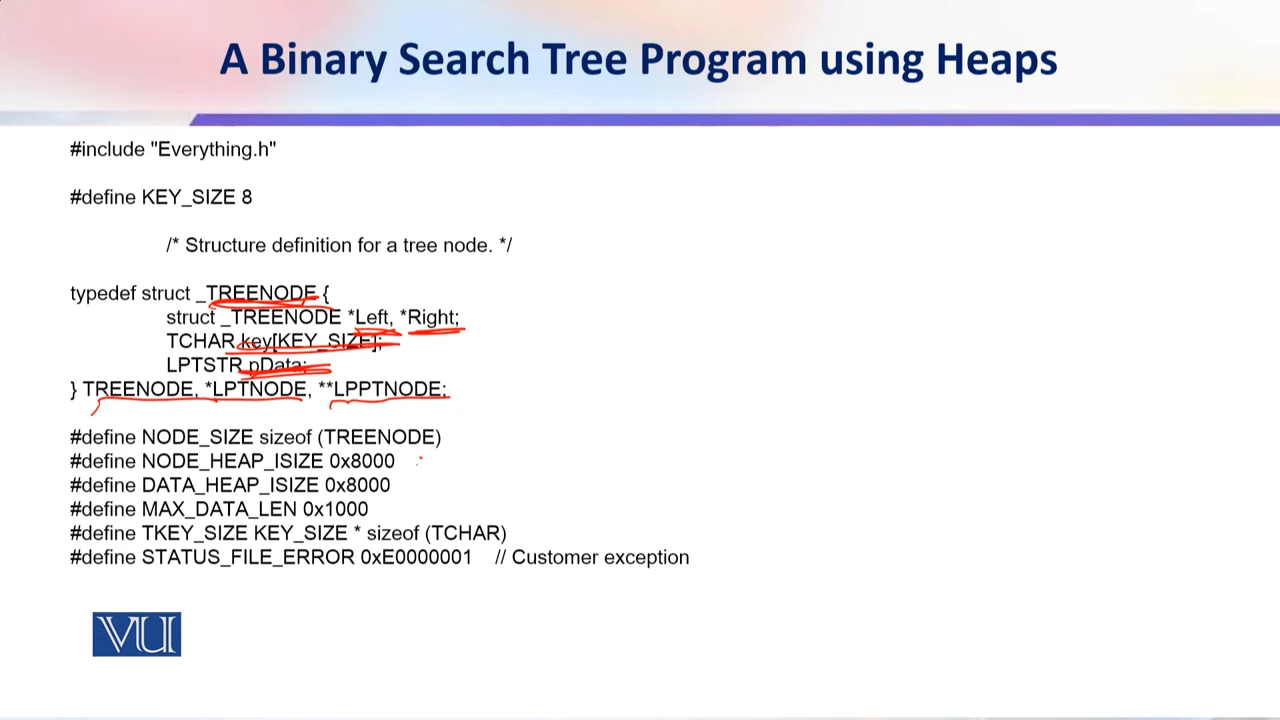 A Binary Search Tree Program using Heaps
#include "Everything.h"
#define KEY_SIZE 8
/* Structure definition for a tree node. */
typedef struct _TREENODE {
struct _TREENODE *Left, *Right;
TCHAR key[KEY_SIZE];
LPTSTR pData;
} TREENODE, *LPTNODE, **LPPTNODE;
#define NODE_SIZE sizeof (TREENODE)
#define NODE_HEAP_ISIZE 0x8000
#define DATA_HEAP_ISIZE 0x8000
#define MAX_DATA_LEN 0x1000
#define TKEY_SIZE KEY_SIZE * sizeof (TCHAR)
#define STATUS_FILE_ERROR 0xE0000001 // Customer exception
VU